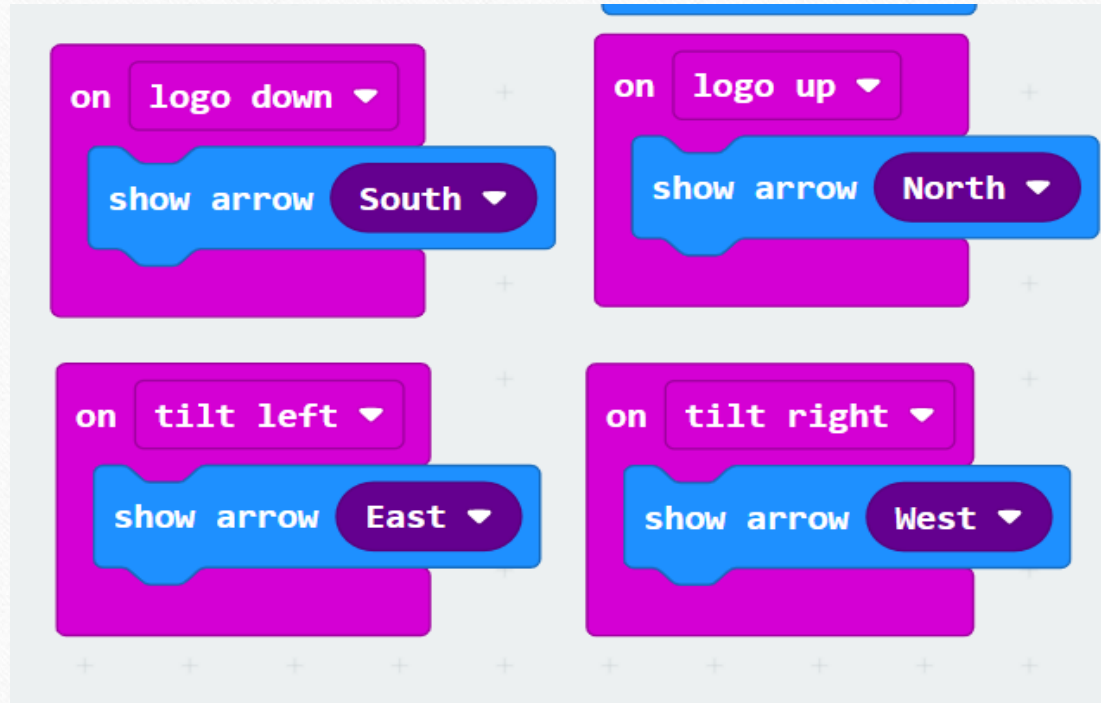 on logo down
show arrow South
on logo up
show arrow North
on tilt left
show arrow East
on tilt right
show arrow West